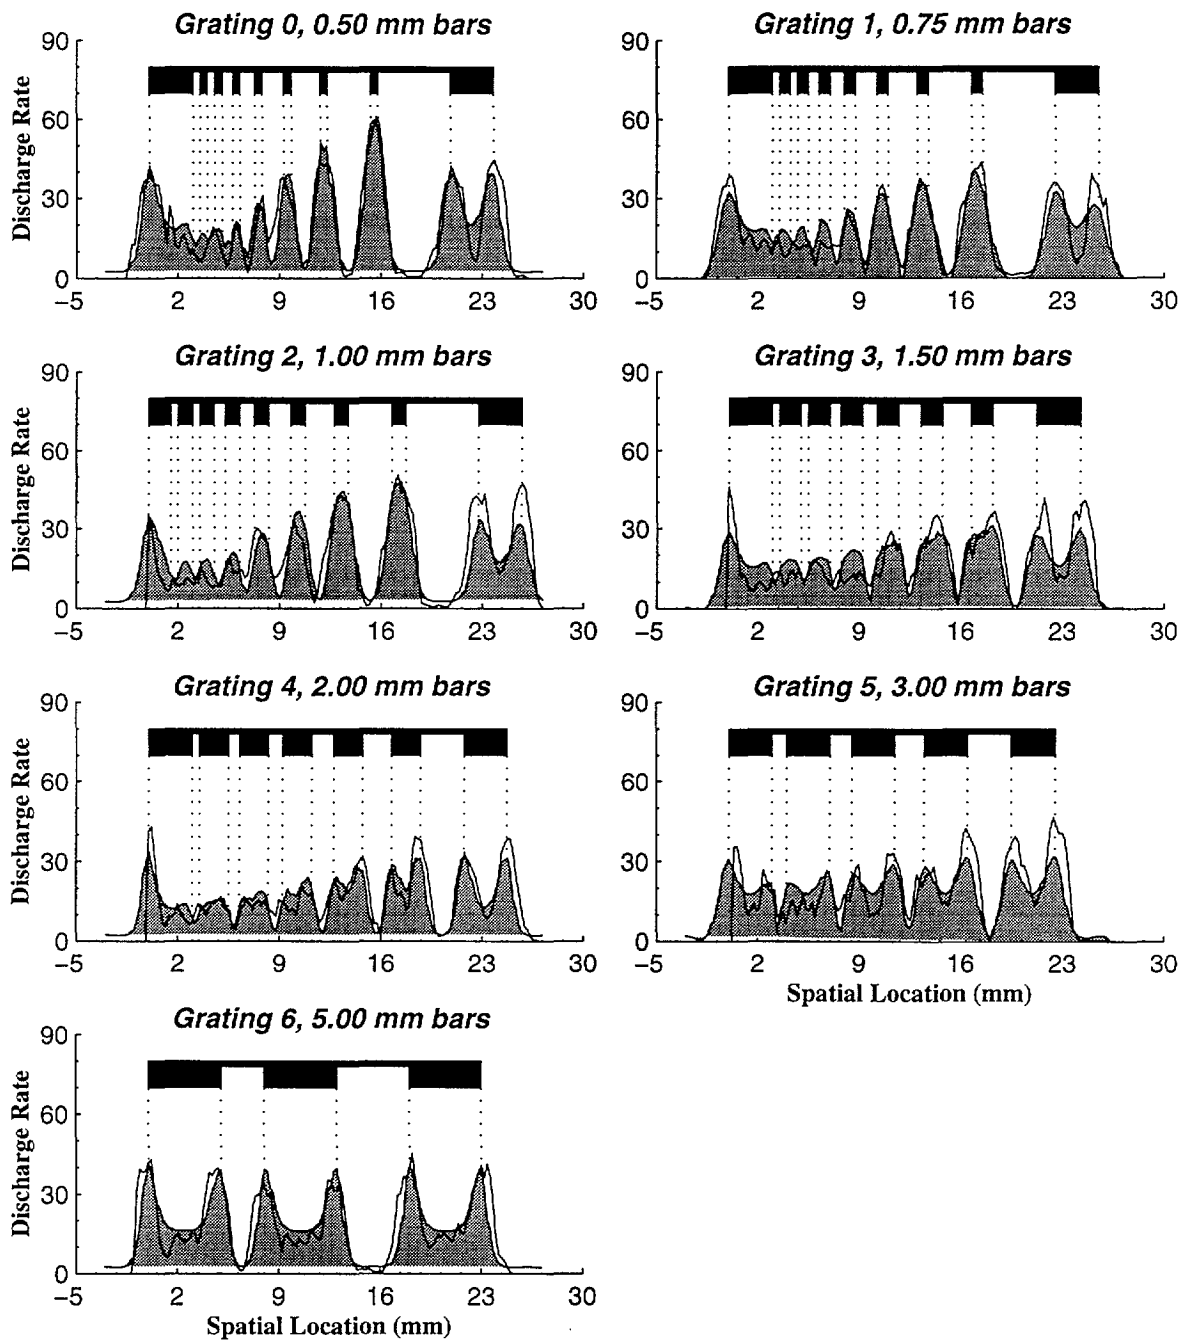 Grating 0, 0.50 mm bars
Discharge Rate
90
60
30
0
-5 2 9 16 23 30
Grating 1, 0.75 mm bars
90
60
30
0
-5 2 9 16 23 30
Grating 2, 1.00 mm bars
Discharge Rate
90
60
30
0
-5 2 9 16 23 30
Grating 3, 1.50 mm bars
90
60
30
0
-5 2 9 16 23 30
Grating 4, 2.00 mm bars
Discharge Rate
90
60
30
0
-5 2 9 16 23 30
Grating 5, 3.00 mm bars
90
60
30
0
-5 2 9 16 23 30
Spatial Location (mm)
Grating 6, 5.00 mm bars
Discharge Rate
90
60
30
0
-5 2 9 16 23 30
Spatial Location (mm)